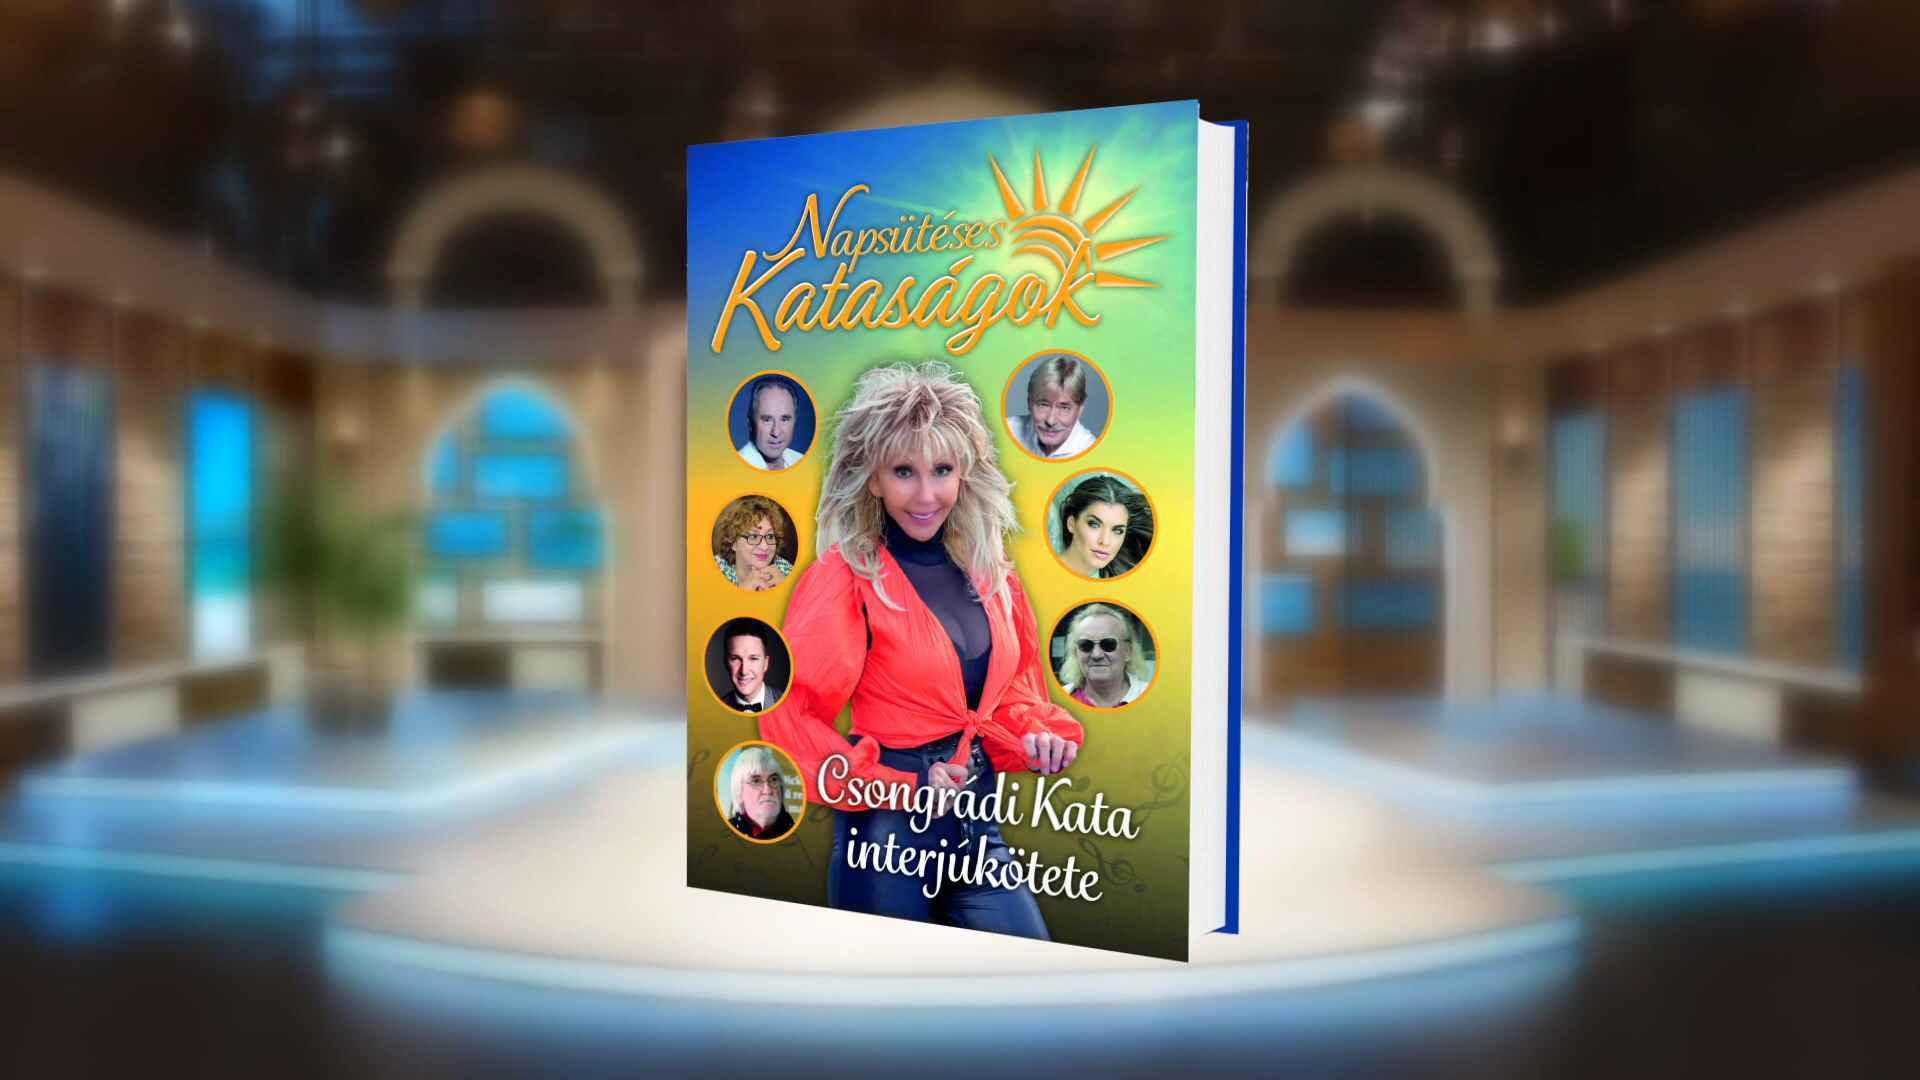 Napsütéses
Kataságok
Csongrádi Kata
interjúkötete